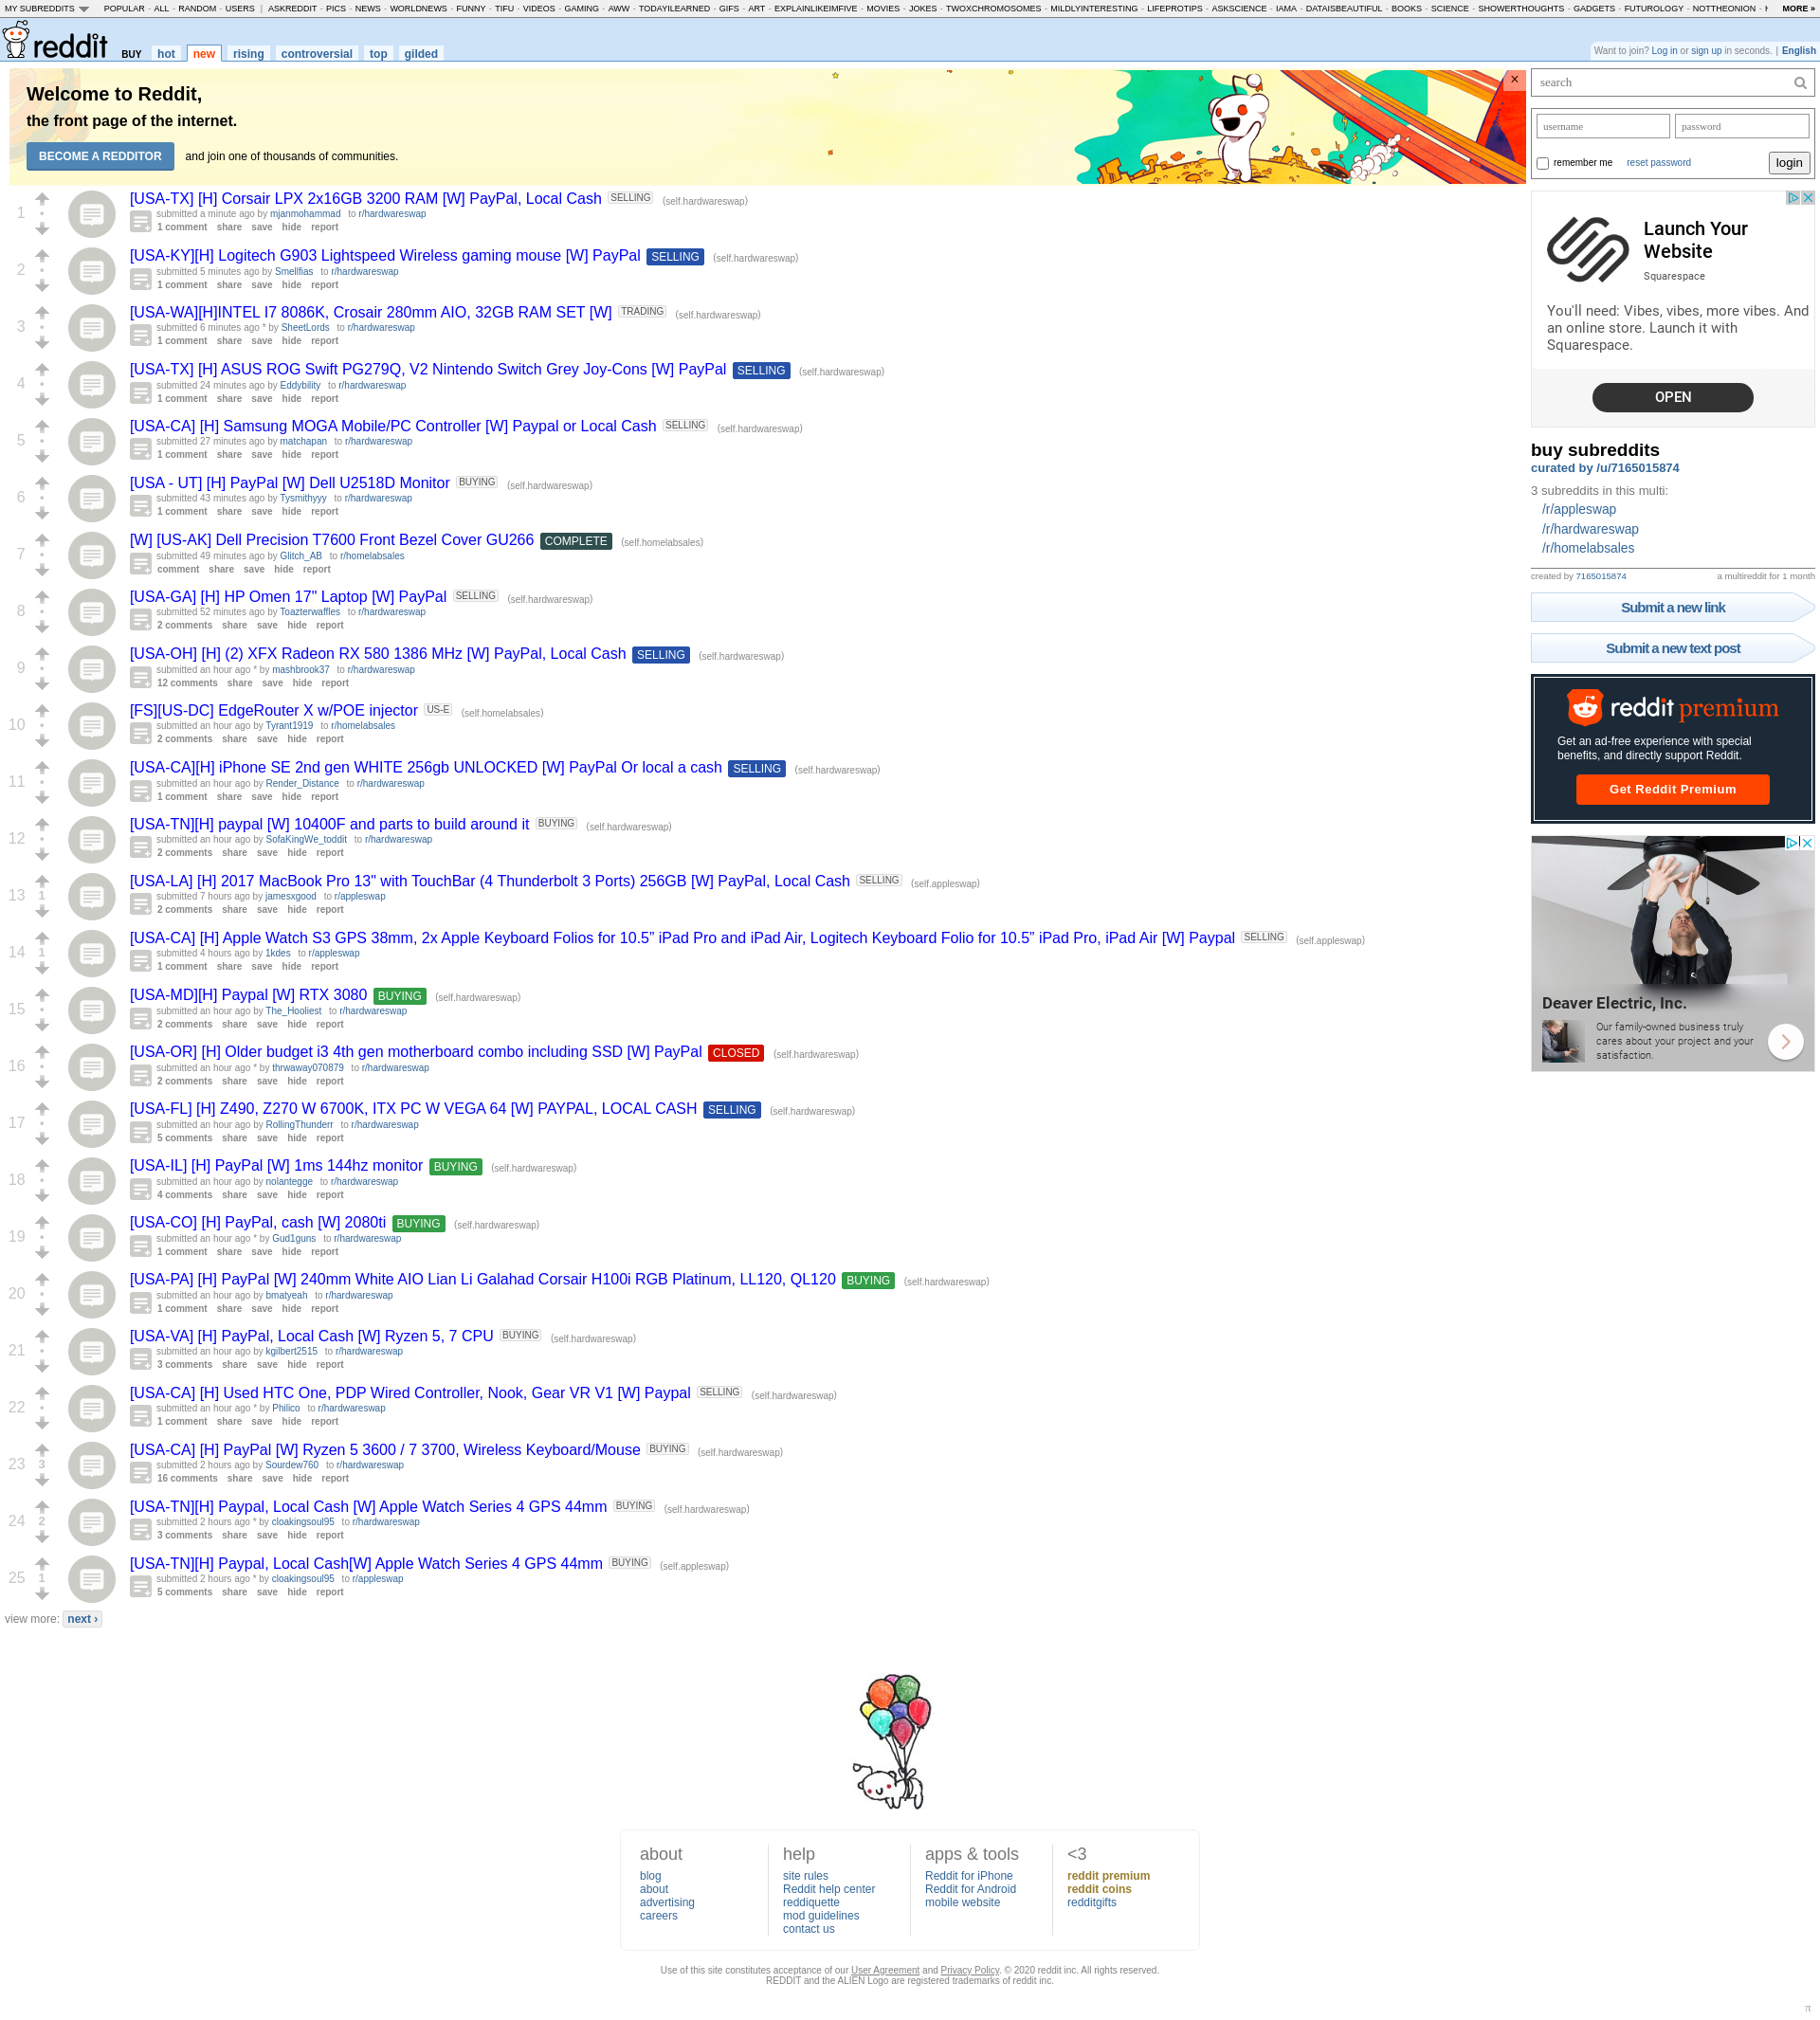 MY SUBREDDITS POPULAR - ALL - RANDOM - USERS | ASKREDDIT - PICS - NEWS - WORLDNEWS - FUNNY - TIFU - VIDEOS - GAMING - AWW - TODAYILEARNED - GIFS - ART - EXPLAINLIKEIMFIVE - MOVIES - JOKES - TWOXCHROMOSOMES - MILDLYINTERESTING - LIFEPROTIPS - ASKSCIENCE - IAMA - DATAISBEAUTIFUL - BOOKS - SCIENCE - SHOWERTHOUGHTS - GADGETS - FUTUROLOGY - NOTTHEONION - MORE »
reddit BUY hot new rising controversial top gilded
Want to join? Log in or sign up in seconds. | English
Welcome to Reddit,
the front page of the internet.
BECOME A REDDITOR and join one of thousands of communities.
×
1
[USA-TX] [H] Corsair LPX 2x16GB 3200 RAM [W] PayPal, Local Cash SELLING (self.hardwareswap)
submitted a minute ago by mjanmohammad to r/hardwareswap
1 comment share save hide report
2
[USA-KY][H] Logitech G903 Lightspeed Wireless gaming mouse [W] PayPal SELLING (self.hardwareswap)
submitted 5 minutes ago by Smellfias to r/hardwareswap
1 comment share save hide report
3
[USA-WA][H]INTEL I7 8086K, Crosair 280mm AIO, 32GB RAM SET [W] TRADING (self.hardwareswap)
submitted 6 minutes ago * by SheetLords to r/hardwareswap
1 comment share save hide report
4
[USA-TX] [H] ASUS ROG Swift PG279Q, V2 Nintendo Switch Grey Joy-Cons [W] PayPal SELLING (self.hardwareswap)
submitted 24 minutes ago by Eddybility to r/hardwareswap
1 comment share save hide report
5
[USA-CA] [H] Samsung MOGA Mobile/PC Controller [W] Paypal or Local Cash SELLING (self.hardwareswap)
submitted 27 minutes ago by matchapan to r/hardwareswap
1 comment share save hide report
6
[USA - UT] [H] PayPal [W] Dell U2518D Monitor BUYING (self.hardwareswap)
submitted 43 minutes ago by Tysmithyyy to r/hardwareswap
1 comment share save hide report
7
[W] [US-AK] Dell Precision T7600 Front Bezel Cover GU266 COMPLETE (self.homelabsales)
submitted 49 minutes ago by Glitch_AB to r/homelabsales
comment share save hide report
8
[USA-GA] [H] HP Omen 17" Laptop [W] PayPal SELLING (self.hardwareswap)
submitted 52 minutes ago by Toazterwaffles to r/hardwareswap
2 comments share save hide report
9
[USA-OH] [H] (2) XFX Radeon RX 580 1386 MHz [W] PayPal, Local Cash SELLING (self.hardwareswap)
submitted an hour ago * by mashbrook37 to r/hardwareswap
12 comments share save hide report
10
[FS][US-DC] EdgeRouter X w/POE injector US-E (self.homelabsales)
submitted an hour ago by Tyrant1919 to r/homelabsales
2 comments share save hide report
11
[USA-CA][H] iPhone SE 2nd gen WHITE 256gb UNLOCKED [W] PayPal Or local a cash SELLING (self.hardwareswap)
submitted an hour ago by Render_Distance to r/hardwareswap
1 comment share save hide report
12
[USA-TN][H] paypal [W] 10400F and parts to build around it BUYING (self.hardwareswap)
submitted an hour ago by SofaKingWe_toddit to r/hardwareswap
2 comments share save hide report
13 1
[USA-LA] [H] 2017 MacBook Pro 13" with TouchBar (4 Thunderbolt 3 Ports) 256GB [W] PayPal, Local Cash SELLING (self.appleswap)
submitted 7 hours ago by jamesxgood to r/appleswap
2 comments share save hide report
14 1
[USA-CA] [H] Apple Watch S3 GPS 38mm, 2x Apple Keyboard Folios for 10.5” iPad Pro and iPad Air, Logitech Keyboard Folio for 10.5” iPad Pro, iPad Air [W] Paypal SELLING (self.appleswap)
submitted 4 hours ago by 1kdes to r/appleswap
1 comment share save hide report
15
[USA-MD][H] Paypal [W] RTX 3080 BUYING (self.hardwareswap)
submitted an hour ago by The_Hooliest to r/hardwareswap
2 comments share save hide report
16
[USA-OR] [H] Older budget i3 4th gen motherboard combo including SSD [W] PayPal CLOSED (self.hardwareswap)
submitted an hour ago * by thrwaway070879 to r/hardwareswap
2 comments share save hide report
17
[USA-FL] [H] Z490, Z270 W 6700K, ITX PC W VEGA 64 [W] PAYPAL, LOCAL CASH SELLING (self.hardwareswap)
submitted an hour ago by RollingThunderr to r/hardwareswap
5 comments share save hide report
18
[USA-IL] [H] PayPal [W] 1ms 144hz monitor BUYING (self.hardwareswap)
submitted an hour ago by nolantegge to r/hardwareswap
4 comments share save hide report
19
[USA-CO] [H] PayPal, cash [W] 2080ti BUYING (self.hardwareswap)
submitted an hour ago * by Gud1guns to r/hardwareswap
1 comment share save hide report
20
[USA-PA] [H] PayPal [W] 240mm White AIO Lian Li Galahad Corsair H100i RGB Platinum, LL120, QL120 BUYING (self.hardwareswap)
submitted an hour ago by bmatyeah to r/hardwareswap
1 comment share save hide report
21
[USA-VA] [H] PayPal, Local Cash [W] Ryzen 5, 7 CPU BUYING (self.hardwareswap)
submitted an hour ago by kgilbert2515 to r/hardwareswap
3 comments share save hide report
22
[USA-CA] [H] Used HTC One, PDP Wired Controller, Nook, Gear VR V1 [W] Paypal SELLING (self.hardwareswap)
submitted an hour ago * by Philico to r/hardwareswap
1 comment share save hide report
23 3
[USA-CA] [H] PayPal [W] Ryzen 5 3600 / 7 3700, Wireless Keyboard/Mouse BUYING (self.hardwareswap)
submitted 2 hours ago by Sourdew760 to r/hardwareswap
16 comments share save hide report
24 2
[USA-TN][H] Paypal, Local Cash [W] Apple Watch Series 4 GPS 44mm BUYING (self.hardwareswap)
submitted 2 hours ago * by cloakingsoul95 to r/hardwareswap
3 comments share save hide report
25 1
[USA-TN][H] Paypal, Local Cash[W] Apple Watch Series 4 GPS 44mm BUYING (self.appleswap)
submitted 2 hours ago * by cloakingsoul95 to r/appleswap
5 comments share save hide report
view more: next ›
search
username password
remember me reset password login
Launch Your
Website
Squarespace
You'll need: Vibes, vibes, more vibes. And
an online store. Launch it with
Squarespace.
OPEN
buy subreddits
curated by /u/7165015874
3 subreddits in this multi:
/r/appleswap
/r/hardwareswap
/r/homelabsales
created by 7165015874 a multireddit for 1 month
Submit a new link
Submit a new text post
reddit premium
Get an ad-free experience with special
benefits, and directly support Reddit.
Get Reddit Premium
Deaver Electric, Inc.
Our family-owned business truly
cares about your project and your
satisfaction.
about
blog
about
advertising
careers
help
site rules
Reddit help center
reddiquette
mod guidelines
contact us
apps & tools
Reddit for iPhone
Reddit for Android
mobile website
<3
reddit premium
reddit coins
redditgifts
Use of this site constitutes acceptance of our User Agreement and Privacy Policy. © 2020 reddit inc. All rights reserved.
REDDIT and the ALIEN Logo are registered trademarks of reddit inc.
π